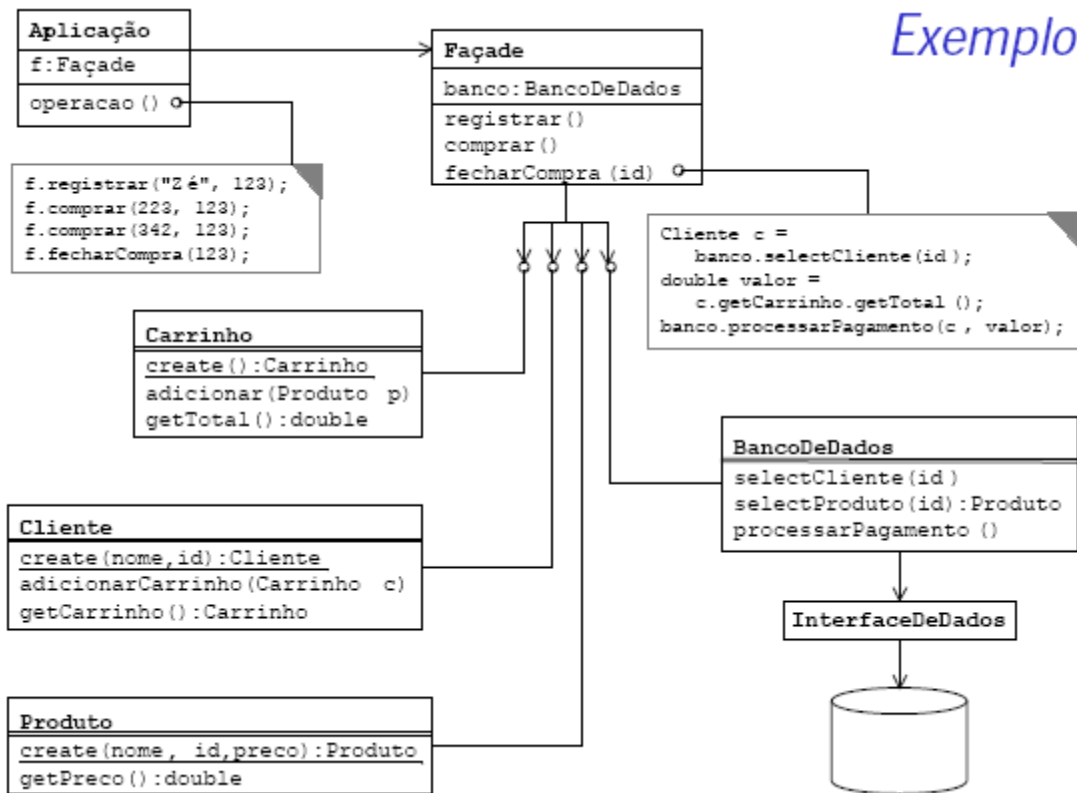 Exemplo
Aplicação
f:Façade
operacao()
f.registrar("Zé", 123);
f.comprar(223, 123);
f.comprar(342, 123);
f.fecharCompra(123);
Façade
banco:BancoDeDados
registrar()
comprar()
fecharCompra(id)
Cliente c =
banco.selectCliente(id);
double valor =
c.getCarrinho.getTotal();
banco.processarPagamento(c, valor);
Carrinho
create():Carrinho
adicionar(Produto p)
getTotal():double
Cliente
create(nome,id):Cliente
adicionarCarrinho(Carrinho c)
getCarrinho():Carrinho
Produto
create(nome, id,preco):Produto
getPreco():double
BancoDeDados
selectCliente(id)
selectProduto(id):Produto
processarPagamento()
InterfaceDeDados